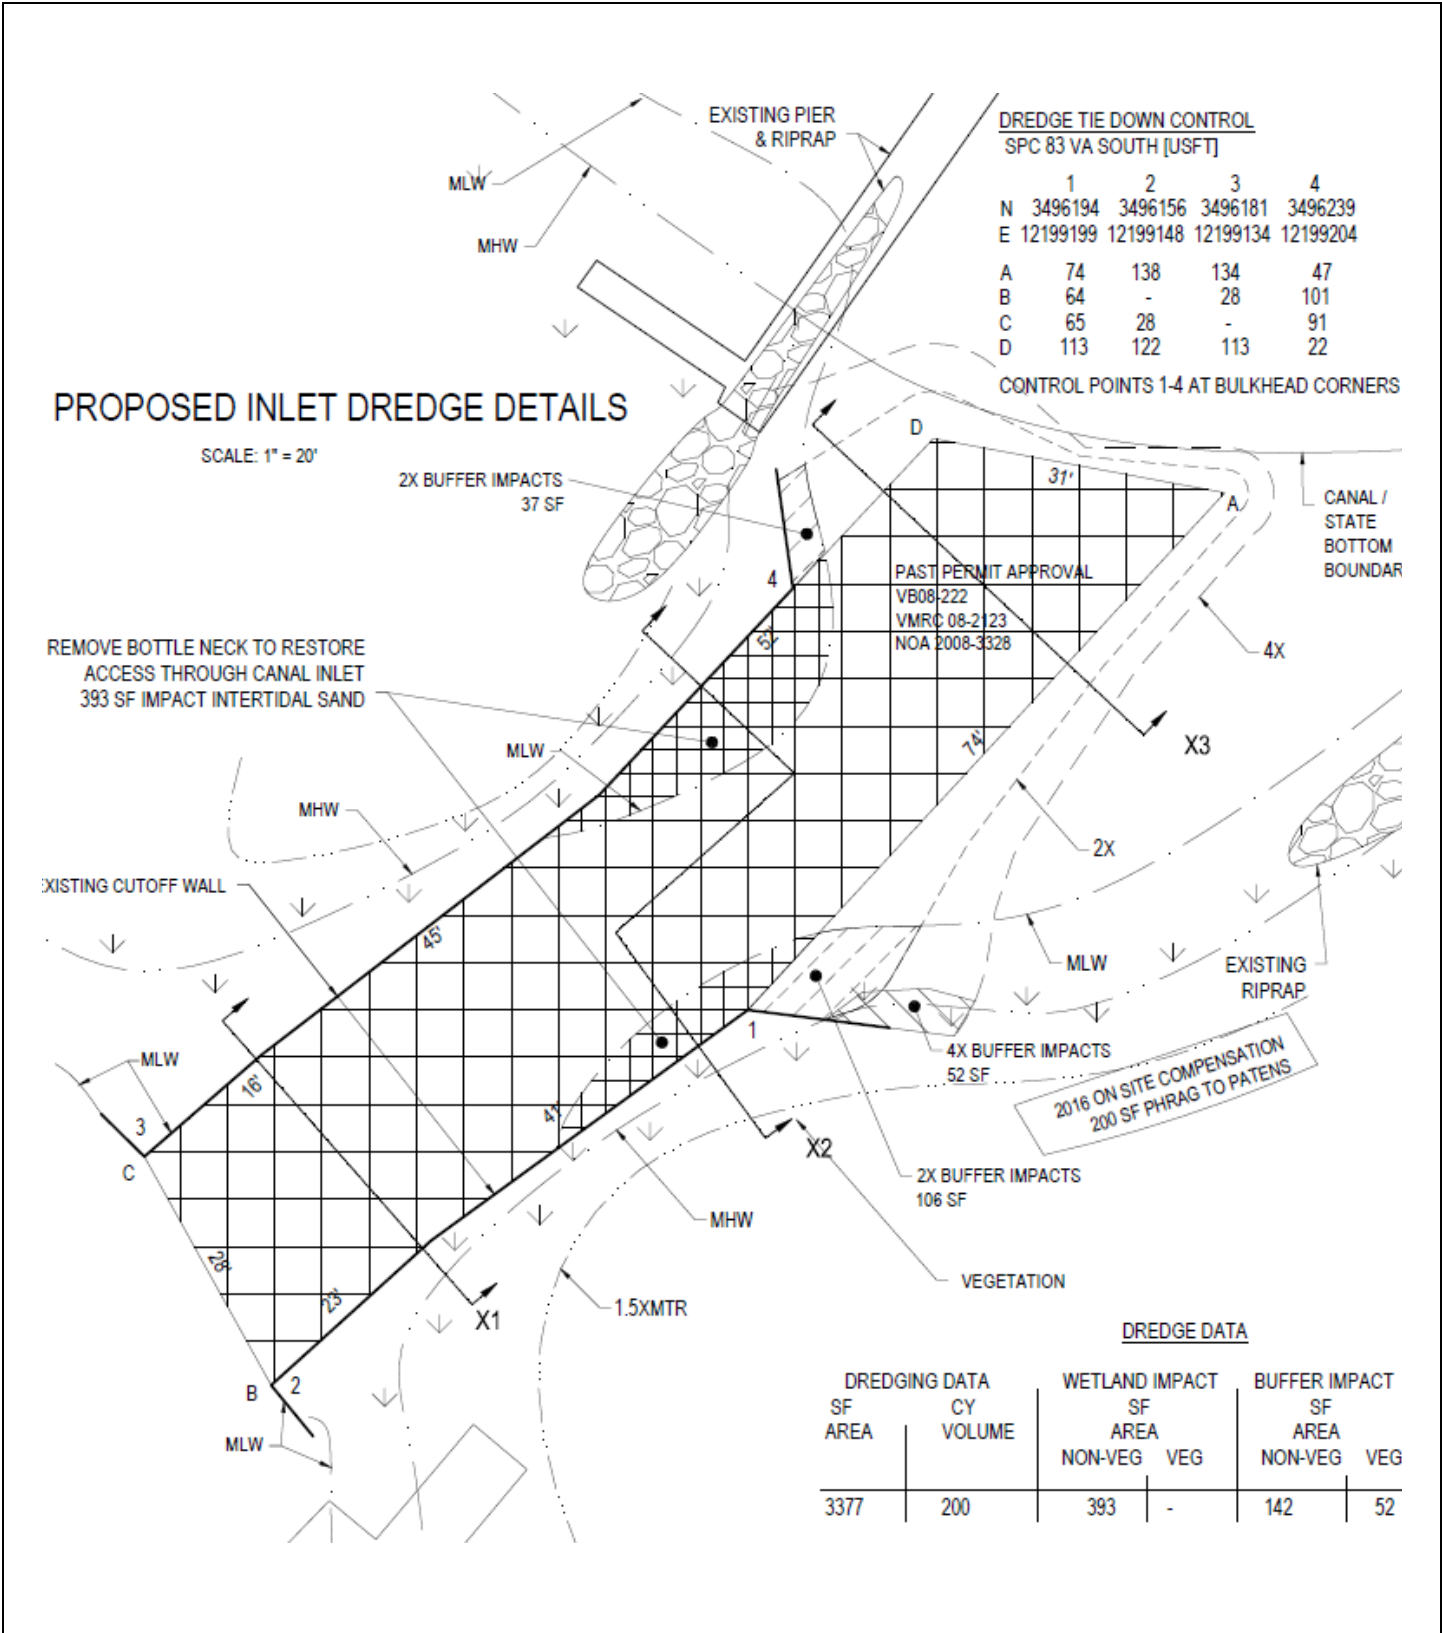 EXISTING PIER
& RIPRAP
DREDGE TIE DOWN CONTROL
SPC 83 VA SOUTH [USFT]
1 2 3 4
N 3496194 3496156 3496181 3496239
E 12199199 12199148 12199134 12199204
A 74 138 134 47
B 64 - 28 101
C 65 28 - 91
D 113 122 113 22
CONTROL POINTS 1-4 AT BULKHEAD CORNERS
MLW
MHW
PROPOSED INLET DREDGE DETAILS
SCALE: 1" = 20'
2X BUFFER IMPACTS
37 SF
D
31'
A
CANAL /
STATE
BOTTOM
BOUNDAR
4
PAST PERMIT APPROVAL
VB08-222
VMRC 08-2123
NOA 2008-3328
52'
4X
REMOVE BOTTLE NECK TO RESTORE
ACCESS THROUGH CANAL INLET
393 SF IMPACT INTERTIDAL SAND
MLW
74'
X3
MHW
2X
XISTING CUTOFF WALL
45'
MLW
EXISTING
RIPRAP
1
MLW
16'
4X BUFFER IMPACTS
52 SF
2016 ON SITE COMPENSATION
200 SF PHRAG TO PATENS
41'
3
C
X2
2X BUFFER IMPACTS
106 SF
MHW
28'
23'
VEGETATION
1.5XMTR
X1
B
2
MLW
DREDGE DATA
DREDGING DATA WETLAND IMPACT BUFFER IMPACT
SF CY SF SF
AREA VOLUME AREA AREA
NON-VEG VEG NON-VEG VEG
3377 200 393 - 142 52